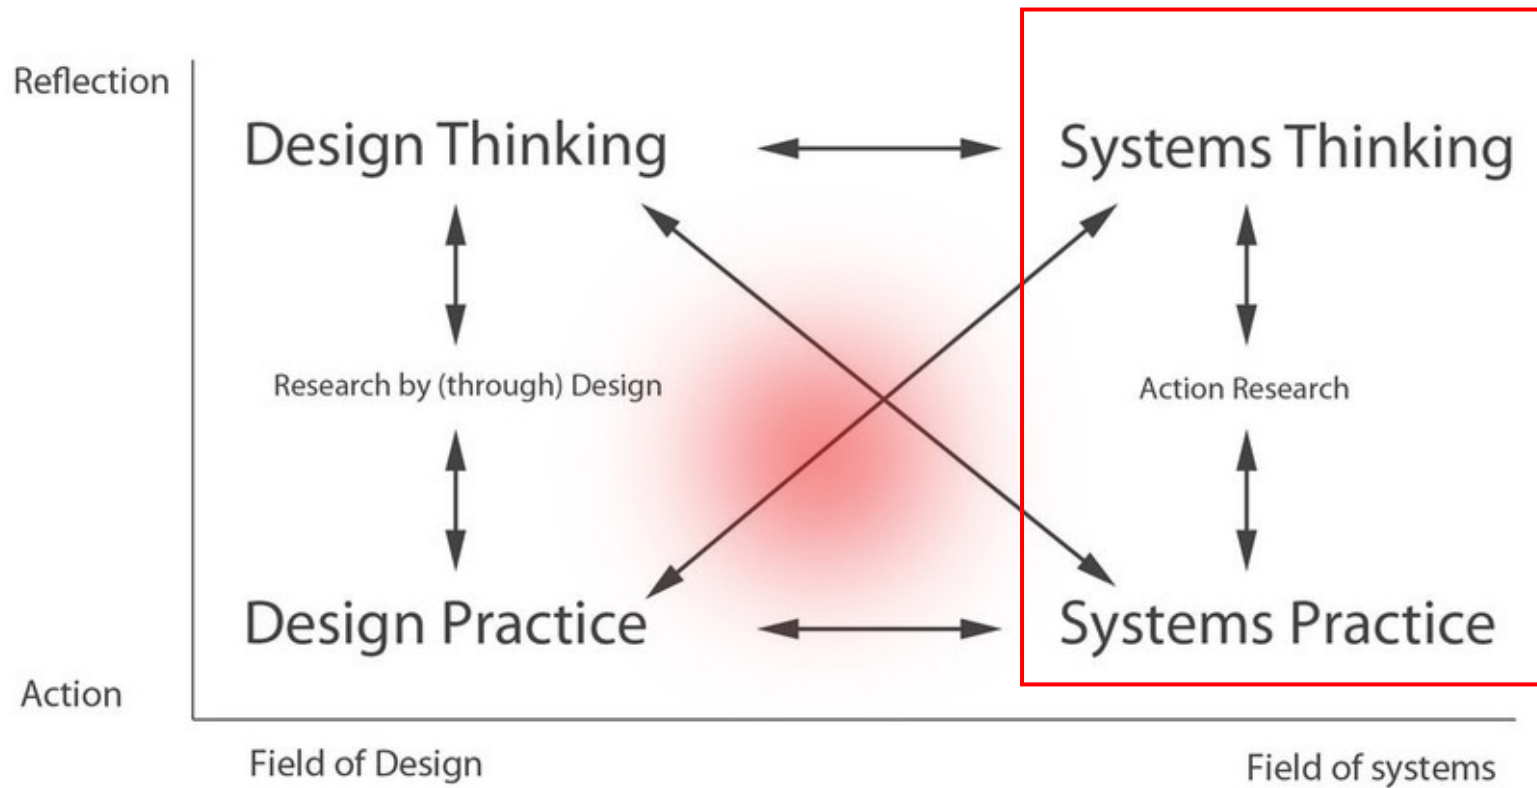 Reflection
Design Thinking
Systems Thinking
Research by (through) Design
Action Research
Design Practice
Systems Practice
Action
Field of Design
Field of systems